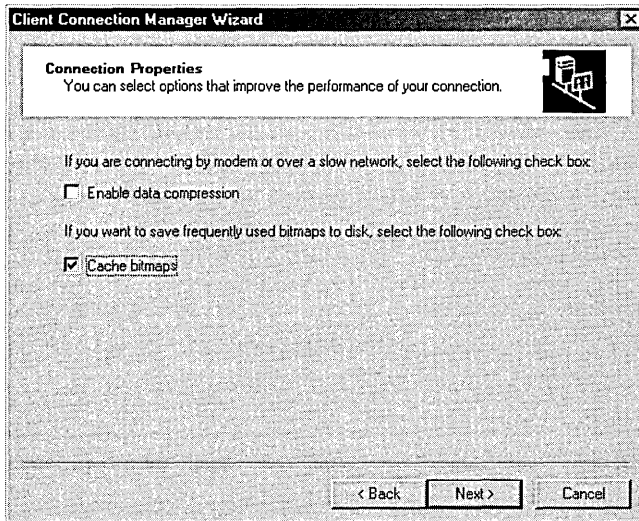 Client Connection Manager Wizard
Connection Properties
You can select options that improve the performance of your connection.
If you are connecting by modem or over a slow network, select the following check box:
Enable data compression
If you want to save frequently used bitmaps to disk, select the following check box:
Cache bitmaps
< Back Next > Cancel